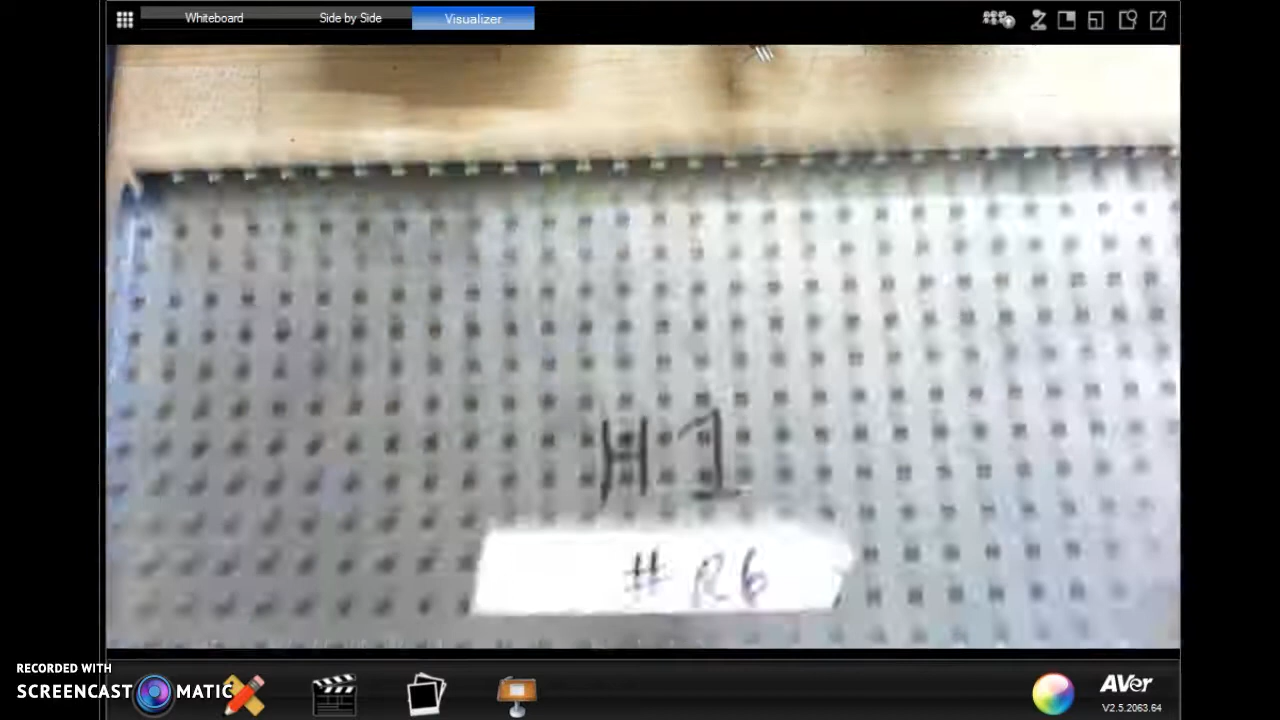 Whiteboard
Side by Side
Visualizer
H1
# R6
RECORDED WITH
SCREENCAST MATIC
AVer
V2.5.2063.64